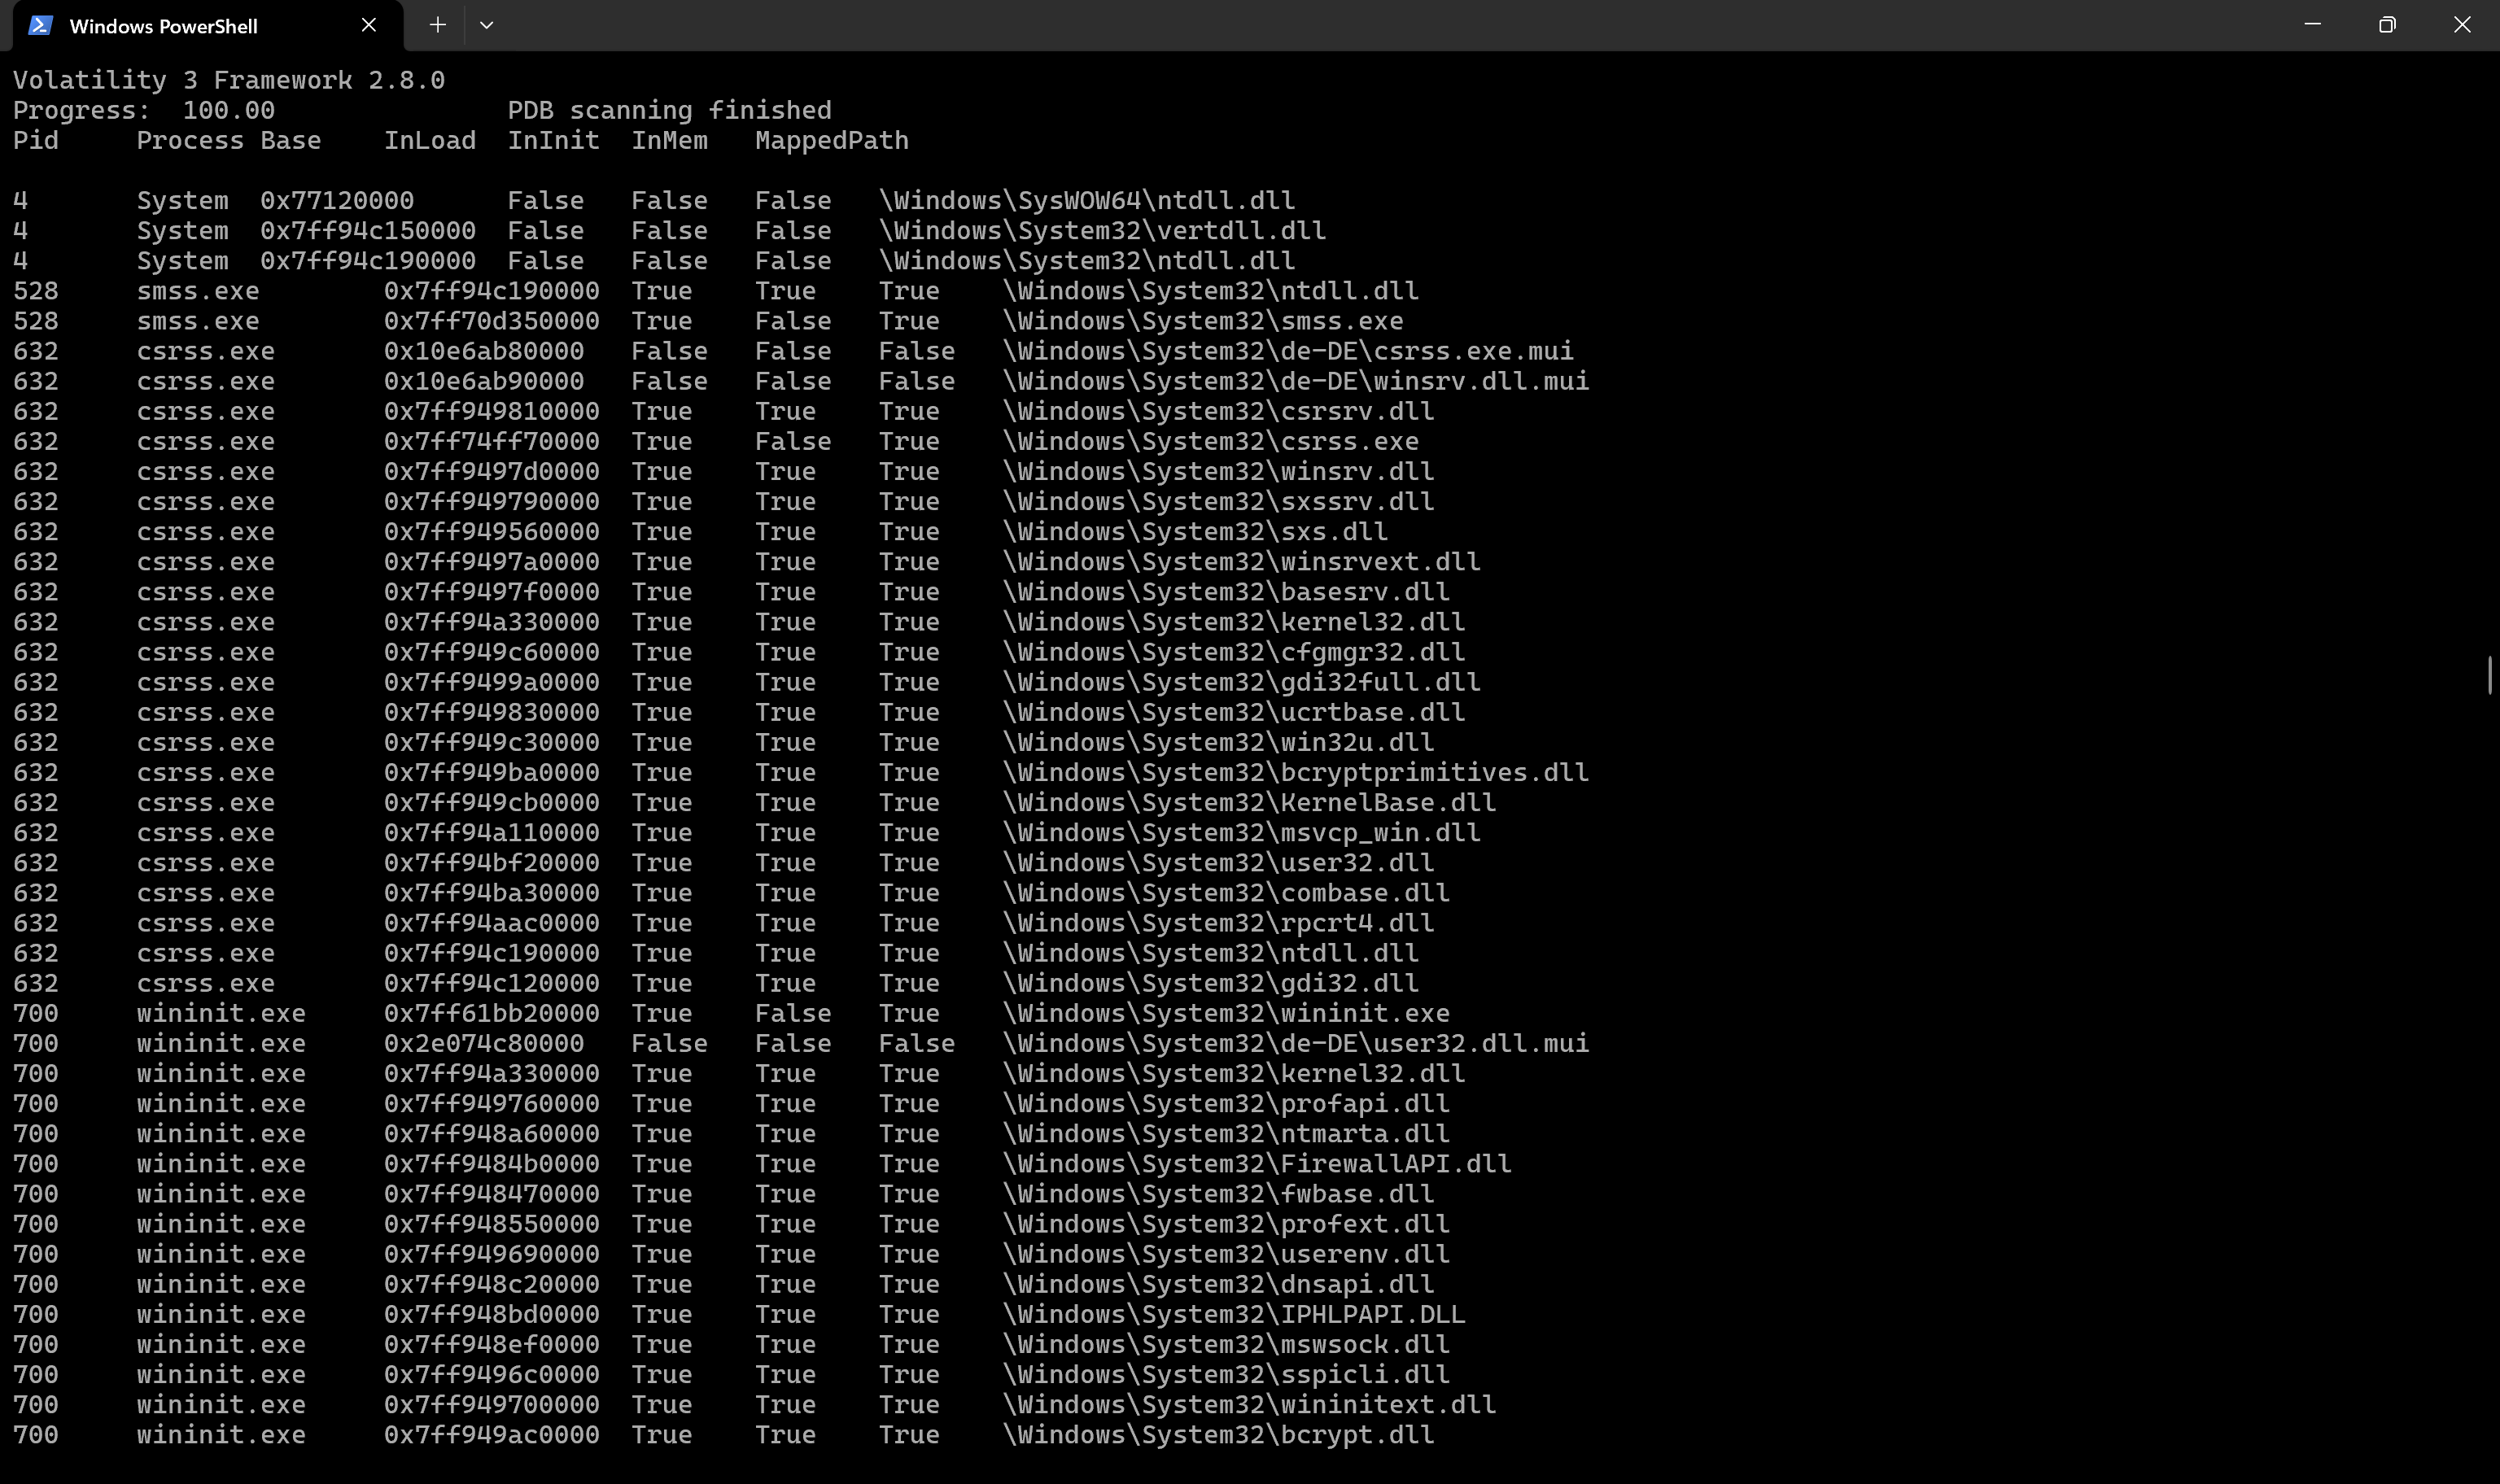 Windows PowerShell
Volatility 3 Framework 2.8.0
Progress:  100.00               PDB scanning finished
Pid     Process Base    InLoad  InInit  InMem   MappedPath
4       System  0x77120000      False   False   False   \Windows\SysWOW64\ntdll.dll
4       System  0x7ff94c150000  False   False   False   \Windows\System32\vertdll.dll
4       System  0x7ff94c190000  False   False   False   \Windows\System32\ntdll.dll
528     smss.exe        0x7ff94c190000  True    True    True    \Windows\System32\ntdll.dll
528     smss.exe        0x7ff70d350000  True    False   True    \Windows\System32\smss.exe
632     csrss.exe       0x10e6ab80000   False   False   False   \Windows\System32\de-DE\csrss.exe.mui
632     csrss.exe       0x10e6ab90000   False   False   False   \Windows\System32\de-DE\winsrv.dll.mui
632     csrss.exe       0x7ff949810000  True    True    True    \Windows\System32\csrsrv.dll
632     csrss.exe       0x7ff74ff70000  True    False   True    \Windows\System32\csrss.exe
632     csrss.exe       0x7ff9497d0000  True    True    True    \Windows\System32\winsrv.dll
632     csrss.exe       0x7ff949790000  True    True    True    \Windows\System32\sxssrv.dll
632     csrss.exe       0x7ff949560000  True    True    True    \Windows\System32\sxs.dll
632     csrss.exe       0x7ff9497a0000  True    True    True    \Windows\System32\winsrvext.dll
632     csrss.exe       0x7ff9497f0000  True    True    True    \Windows\System32\basesrv.dll
632     csrss.exe       0x7ff94a330000  True    True    True    \Windows\System32\kernel32.dll
632     csrss.exe       0x7ff949c60000  True    True    True    \Windows\System32\cfgmgr32.dll
632     csrss.exe       0x7ff9499a0000  True    True    True    \Windows\System32\gdi32full.dll
632     csrss.exe       0x7ff949830000  True    True    True    \Windows\System32\ucrtbase.dll
632     csrss.exe       0x7ff949c30000  True    True    True    \Windows\System32\win32u.dll
632     csrss.exe       0x7ff949ba0000  True    True    True    \Windows\System32\bcryptprimitives.dll
632     csrss.exe       0x7ff949cb0000  True    True    True    \Windows\System32\KernelBase.dll
632     csrss.exe       0x7ff94a110000  True    True    True    \Windows\System32\msvcp_win.dll
632     csrss.exe       0x7ff94bf20000  True    True    True    \Windows\System32\user32.dll
632     csrss.exe       0x7ff94ba30000  True    True    True    \Windows\System32\combase.dll
632     csrss.exe       0x7ff94aac0000  True    True    True    \Windows\System32\rpcrt4.dll
632     csrss.exe       0x7ff94c190000  True    True    True    \Windows\System32\ntdll.dll
632     csrss.exe       0x7ff94c120000  True    True    True    \Windows\System32\gdi32.dll
700     wininit.exe     0x7ff61bb20000  True    False   True    \Windows\System32\wininit.exe
700     wininit.exe     0x2e074c80000   False   False   False   \Windows\System32\de-DE\user32.dll.mui
700     wininit.exe     0x7ff94a330000  True    True    True    \Windows\System32\kernel32.dll
700     wininit.exe     0x7ff949760000  True    True    True    \Windows\System32\profapi.dll
700     wininit.exe     0x7ff948a60000  True    True    True    \Windows\System32\ntmarta.dll
700     wininit.exe     0x7ff9484b0000  True    True    True    \Windows\System32\FirewallAPI.dll
700     wininit.exe     0x7ff948470000  True    True    True    \Windows\System32\fwbase.dll
700     wininit.exe     0x7ff948550000  True    True    True    \Windows\System32\profext.dll
700     wininit.exe     0x7ff949690000  True    True    True    \Windows\System32\userenv.dll
700     wininit.exe     0x7ff948c20000  True    True    True    \Windows\System32\dnsapi.dll
700     wininit.exe     0x7ff948bd0000  True    True    True    \Windows\System32\IPHLPAPI.DLL
700     wininit.exe     0x7ff948ef0000  True    True    True    \Windows\System32\mswsock.dll
700     wininit.exe     0x7ff9496c0000  True    True    True    \Windows\System32\sspicli.dll
700     wininit.exe     0x7ff949700000  True    True    True    \Windows\System32\wininitext.dll
700     wininit.exe     0x7ff949ac0000  True    True    True    \Windows\System32\bcrypt.dll